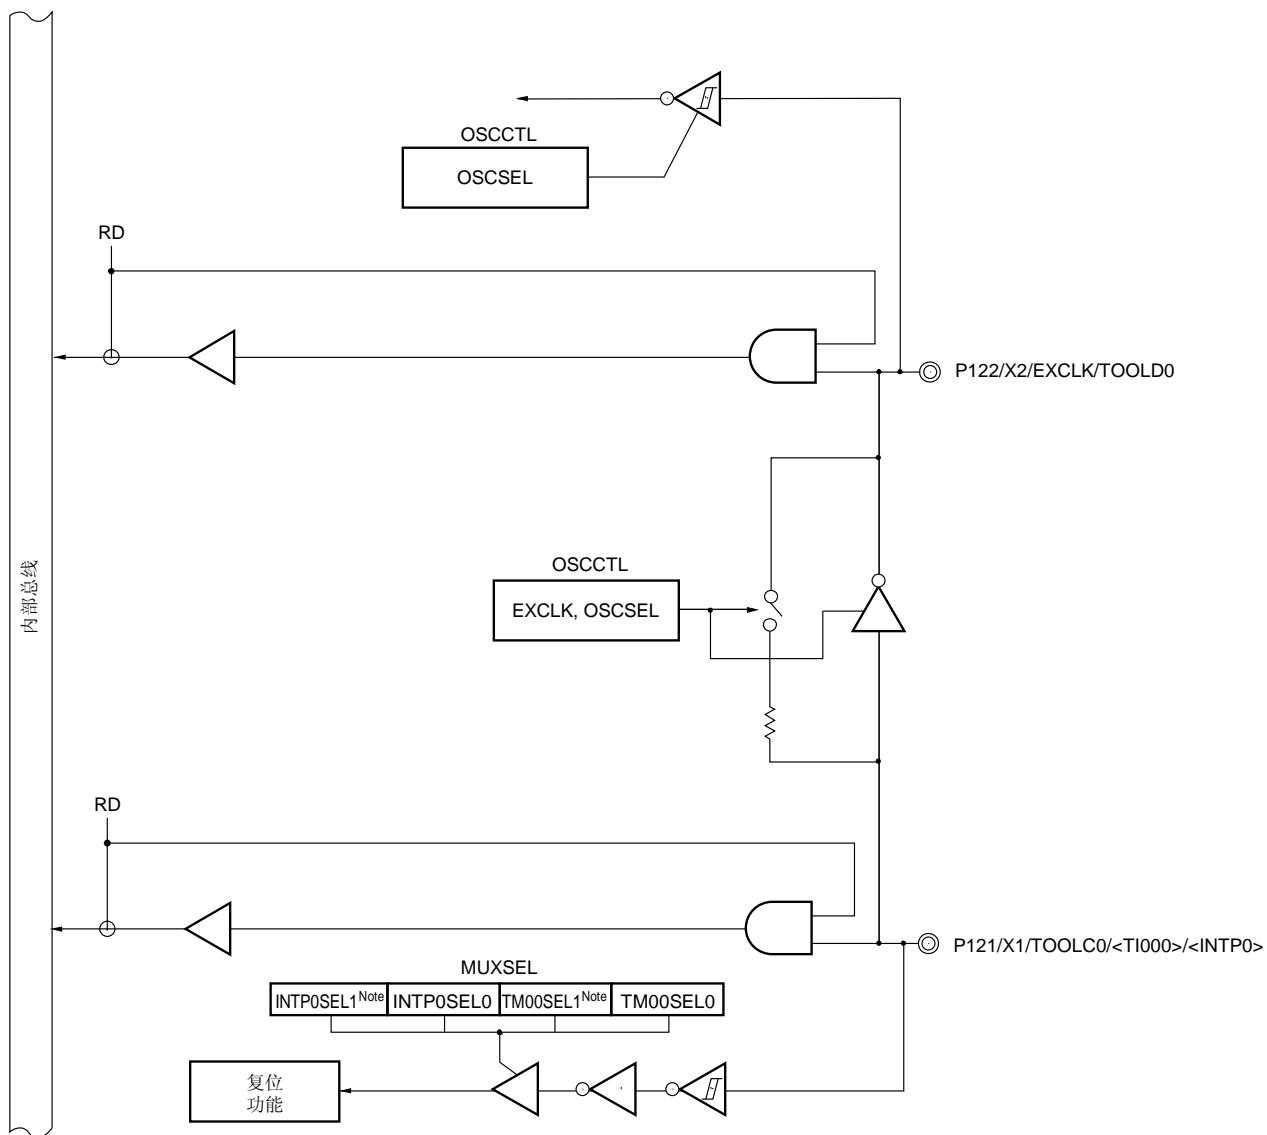 OSCCTL
OSCSEL
RD
P122/X2/EXCLK/TOOLD0
内部总线
OSCCTL
EXCLK, OSCSEL
RD
P121/X1/TOOLC0/<TI000>/<INTP0>
MUXSEL
INTP0SEL1Note INTP0SEL0 TM00SEL1Note TM00SEL0
复位
功能